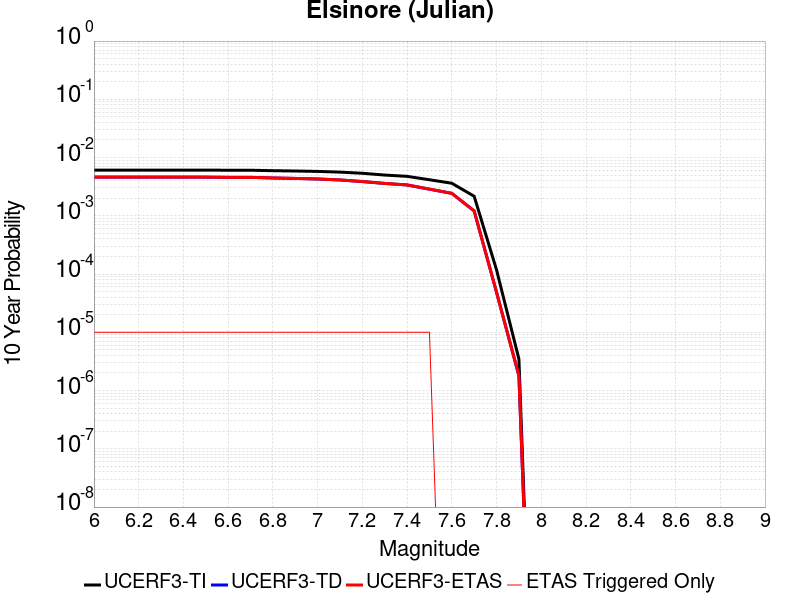 Elsinore (Julian)
10 0
10 -1
10 -2
10 -3
10 -4
10 -5
10 -6
10 -7
10 -8
10 Year Probability
6 6.2 6.4 6.6 6.8 7 7.2 7.4 7.6 7.8 8 8.2 8.4 8.6 8.8 9
Magnitude
UCERF3-TI UCERF3-TD UCERF3-ETAS ETAS Triggered Only